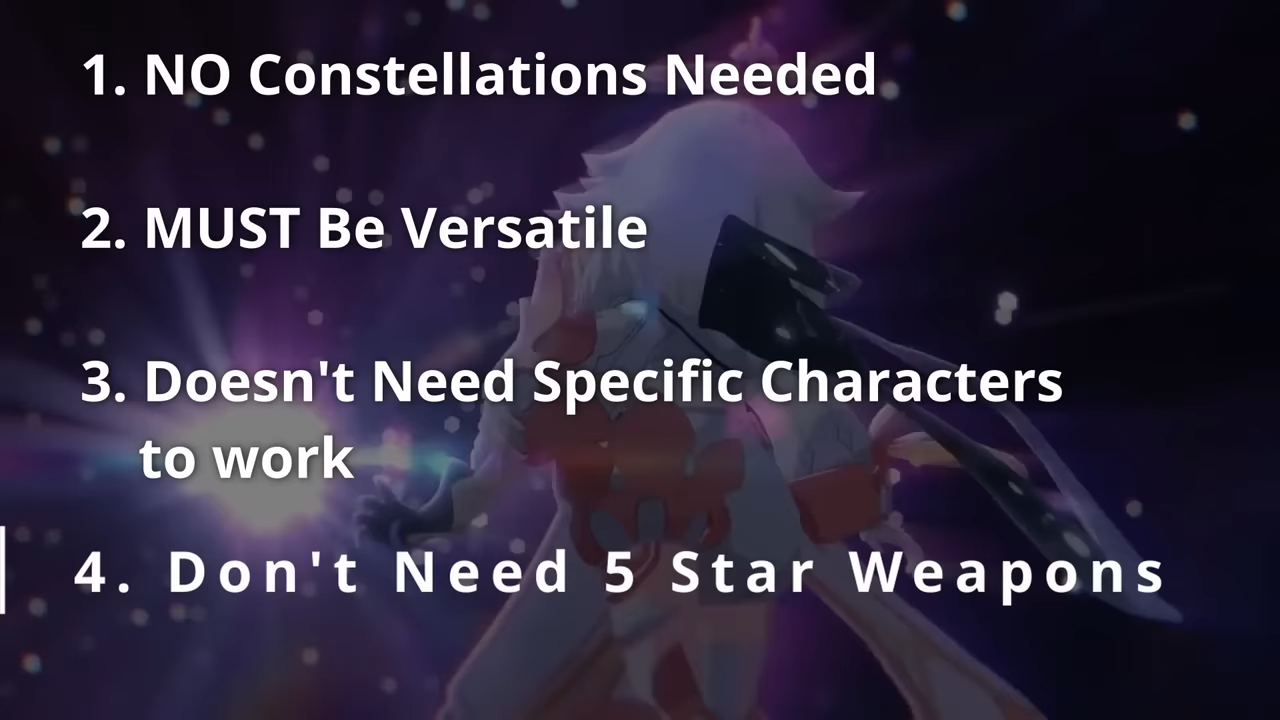 1. NO Constellations Needed
2. MUST Be Versatile
3. Doesn't Need Specific Characters
to work
4. Don't Need 5 Star Weapons